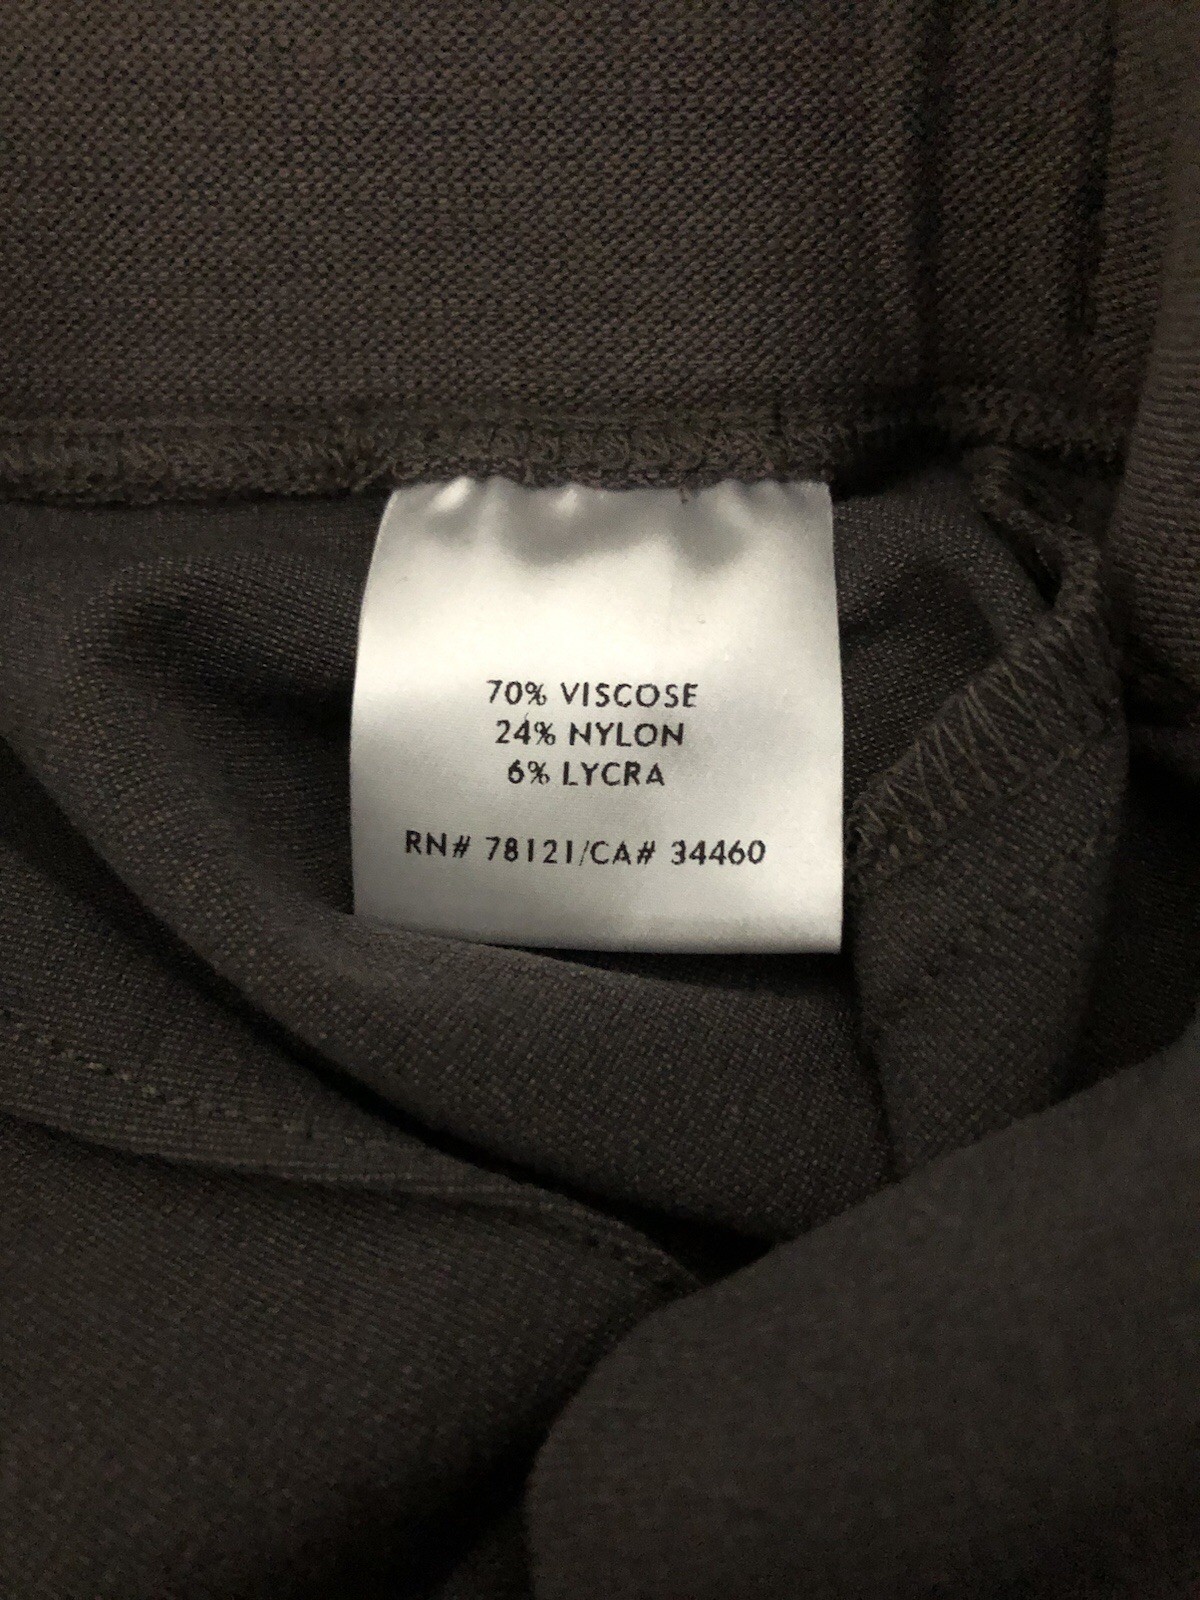 70% VISCOSE
24% NYLON
6% LYCRA
RN# 78121/CA# 34460